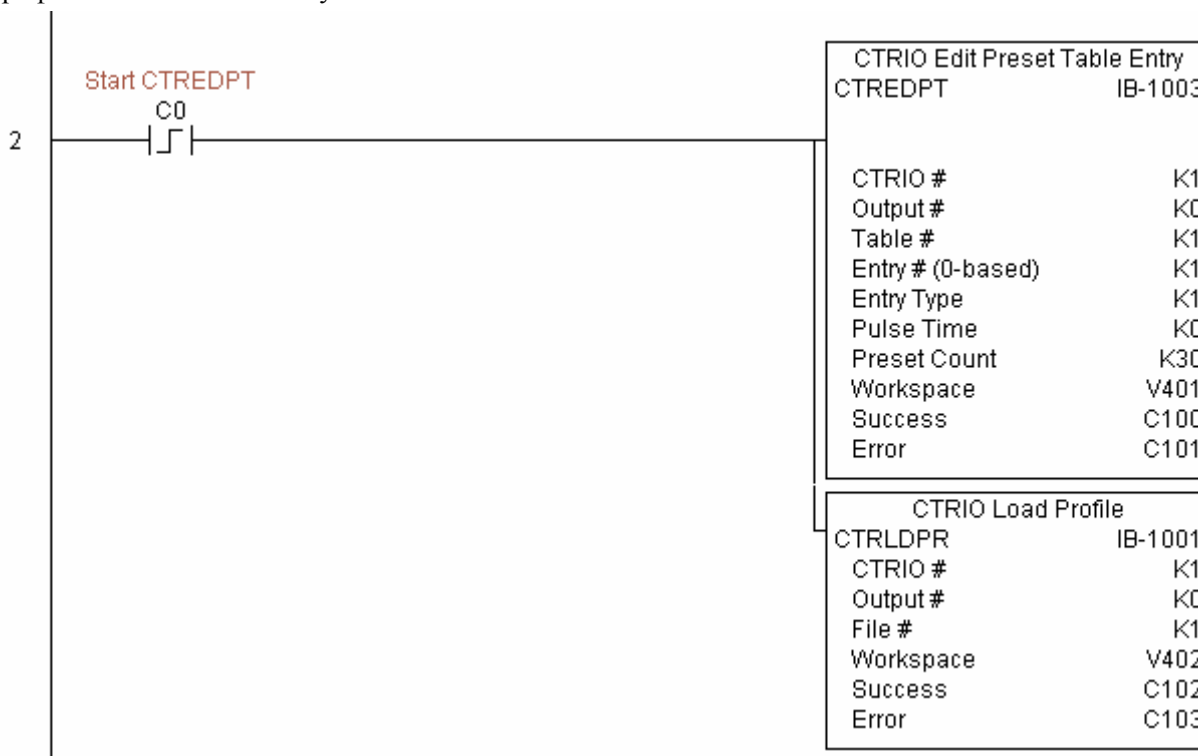 Start CTREDPT
C0
2
CTRIO Edit Preset Table Entry
CTREDPT IB-1003
CTRIO # K1
Output # K0
Table # K1
Entry # (0-based) K1
Entry Type K1
Pulse Time K0
Preset Count K30
Workspace V401
Success C100
Error C101
CTRIO Load Profile
CTRLDPR IB-1001
CTRIO # K1
Output # K0
File # K1
Workspace V402
Success C102
Error C103